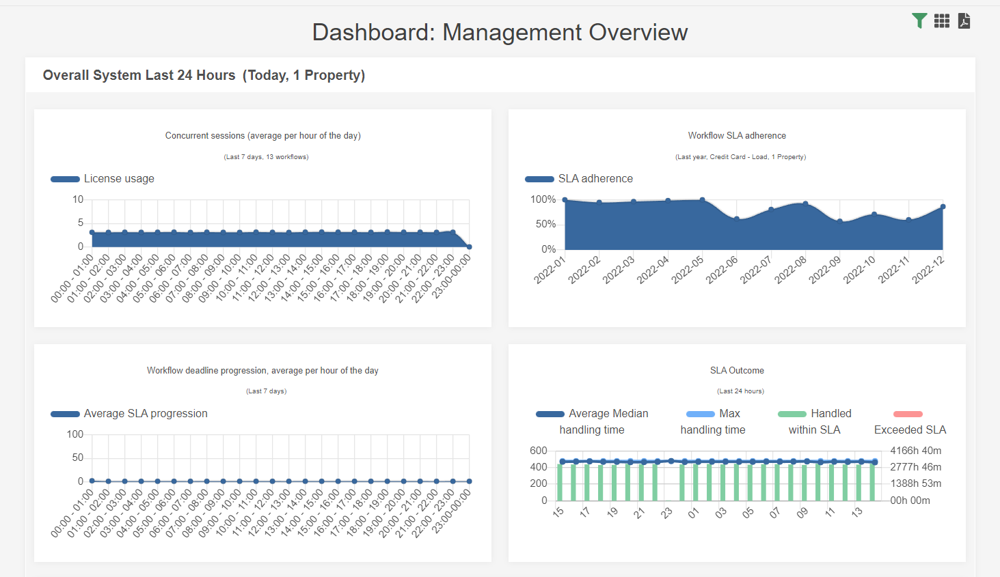 Dashboard: Management Overview
Overall System Last 24 Hours (Today, 1 Property)
Concurrent sessions (average per hour of the day)
(Last 7 days, 13 workflows)
License usage
10
5
0
00:00 - 01:00
01:00 - 02:00
02:00 - 03:00
03:00 - 04:00
04:00 - 05:00
05:00 - 06:00
06:00 - 07:00
07:00 - 08:00
08:00 - 09:00
09:00 - 10:00
10:00 - 11:00
11:00 - 12:00
12:00 - 13:00
13:00 - 14:00
14:00 - 15:00
15:00 - 16:00
16:00 - 17:00
17:00 - 18:00
18:00 - 19:00
19:00 - 20:00
20:00 - 21:00
21:00 - 22:00
22:00 - 23:00
23:00-00:00
Workflow SLA adherence
(Last year, Credit Card - Load, 1 Property)
SLA adherence
100%
50%
0%
2022-01
2022-02
2022-03
2022-04
2022-05
2022-06
2022-07
2022-08
2022-09
2022-10
2022-11
2022-12
Workflow deadline progression, average per hour of the day
(Last 7 days)
Average SLA progression
100
50
0
00:00 - 01:00
01:00 - 02:00
02:00 - 03:00
03:00 - 04:00
04:00 - 05:00
05:00 - 06:00
06:00 - 07:00
07:00 - 08:00
08:00 - 09:00
09:00 - 10:00
10:00 - 11:00
11:00 - 12:00
12:00 - 13:00
13:00 - 14:00
14:00 - 15:00
15:00 - 16:00
16:00 - 17:00
17:00 - 18:00
18:00 - 19:00
19:00 - 20:00
20:00 - 21:00
21:00 - 22:00
22:00 - 23:00
23:00-00:00
SLA Outcome
(Last 24 hours)
Average Median
handling time
Max
handling time
Handled
within SLA
Exceeded SLA
600
400
200
0
4166h 40m
2777h 46m
1388h 53m
00h 00m
15
17
19
21
23
01
03
05
07
09
11
13